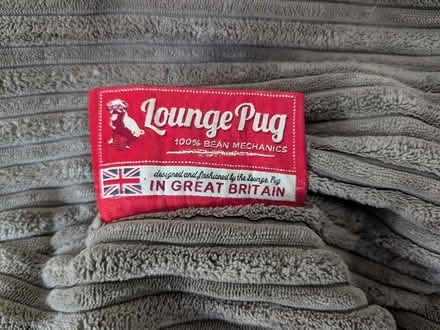 Lounge Pug
100% BEAN MECHANICS
designed and fashioned by the Lounge Pug
IN GREAT BRITAIN